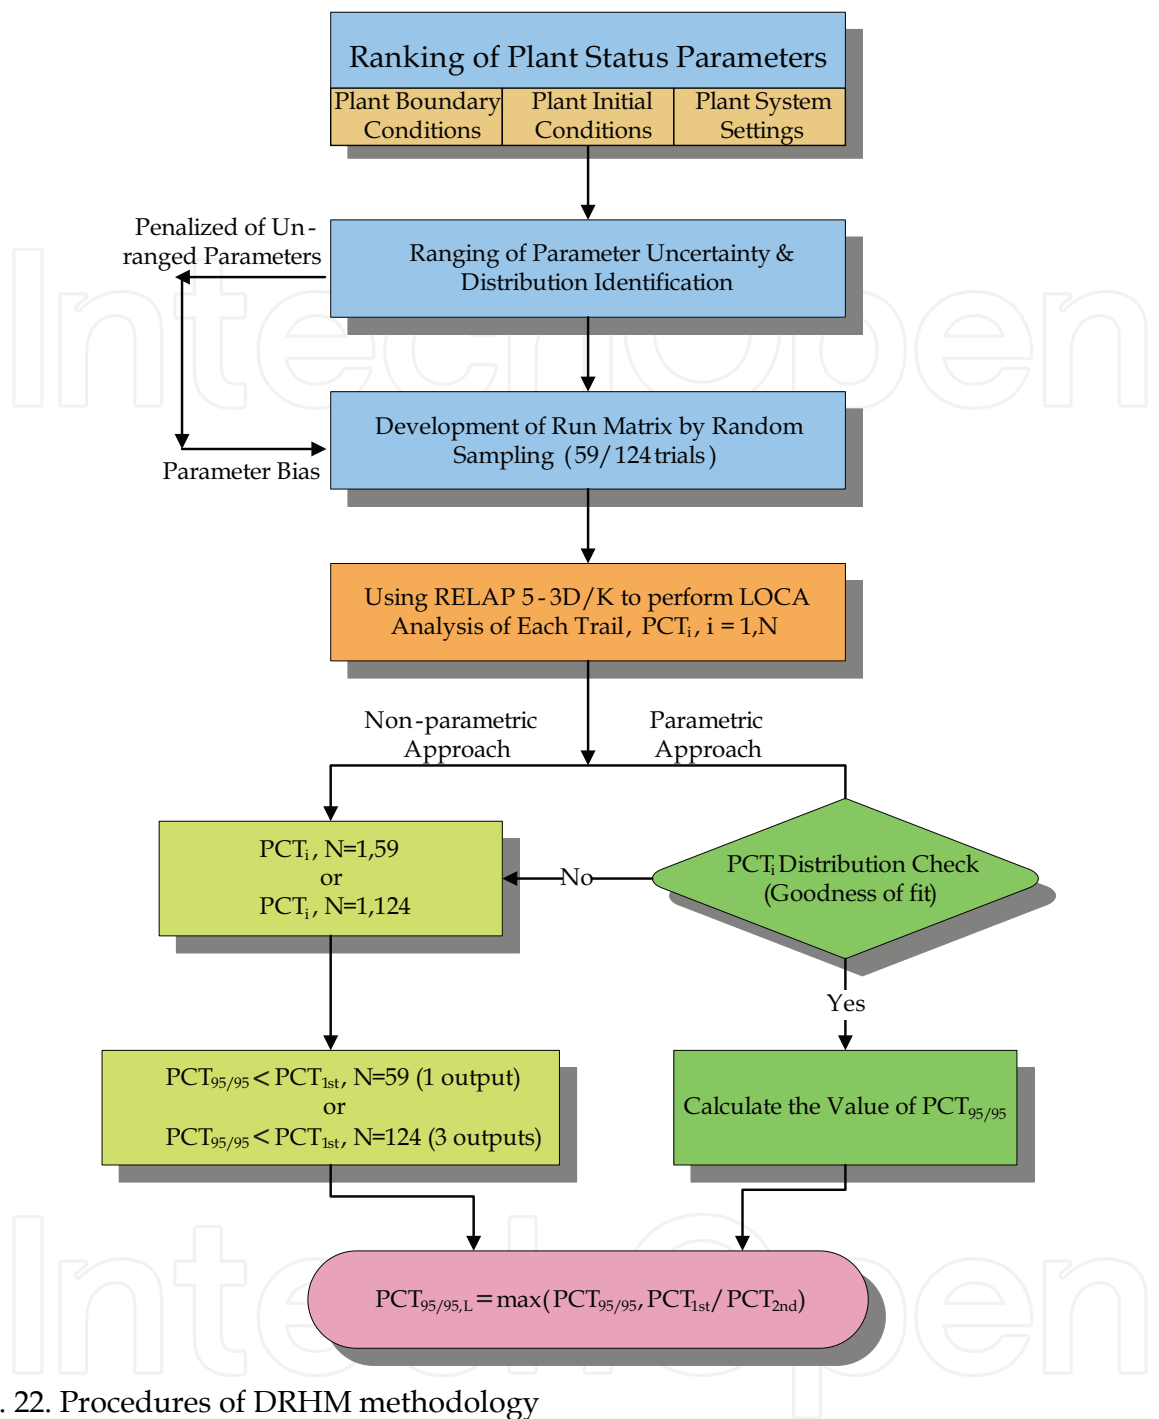 Ranking of Plant Status Parameters
Plant Boundary
Conditions
Plant Initial
Conditions
Plant System
Settings
Penalized of Un-
ranged Parameters
Ranging of Parameter Uncertainty &
Distribution Identification
Development of Run Matrix by Random
Sampling (59/124 trials)
Parameter Bias
Using RELAP 5-3D/K to perform LOCA
Analysis of Each Trail, PCTi, i = 1,N
Non-parametric
Approach
Parametric
Approach
PCTi, N=1,59
or
PCTi, N=1,124
No
PCTi Distribution Check
(Goodness of fit)
Yes
PCT95/95 < PCT1st, N=59 (1 output)
or
PCT95/95 < PCT1st, N=124 (3 outputs)
Calculate the Value of PCT95/95
PCT95/95,L = max(PCT95/95, PCT1st/PCT2nd)
. 22. Procedures of DRHM methodology
IntechOpen
IntechOpen